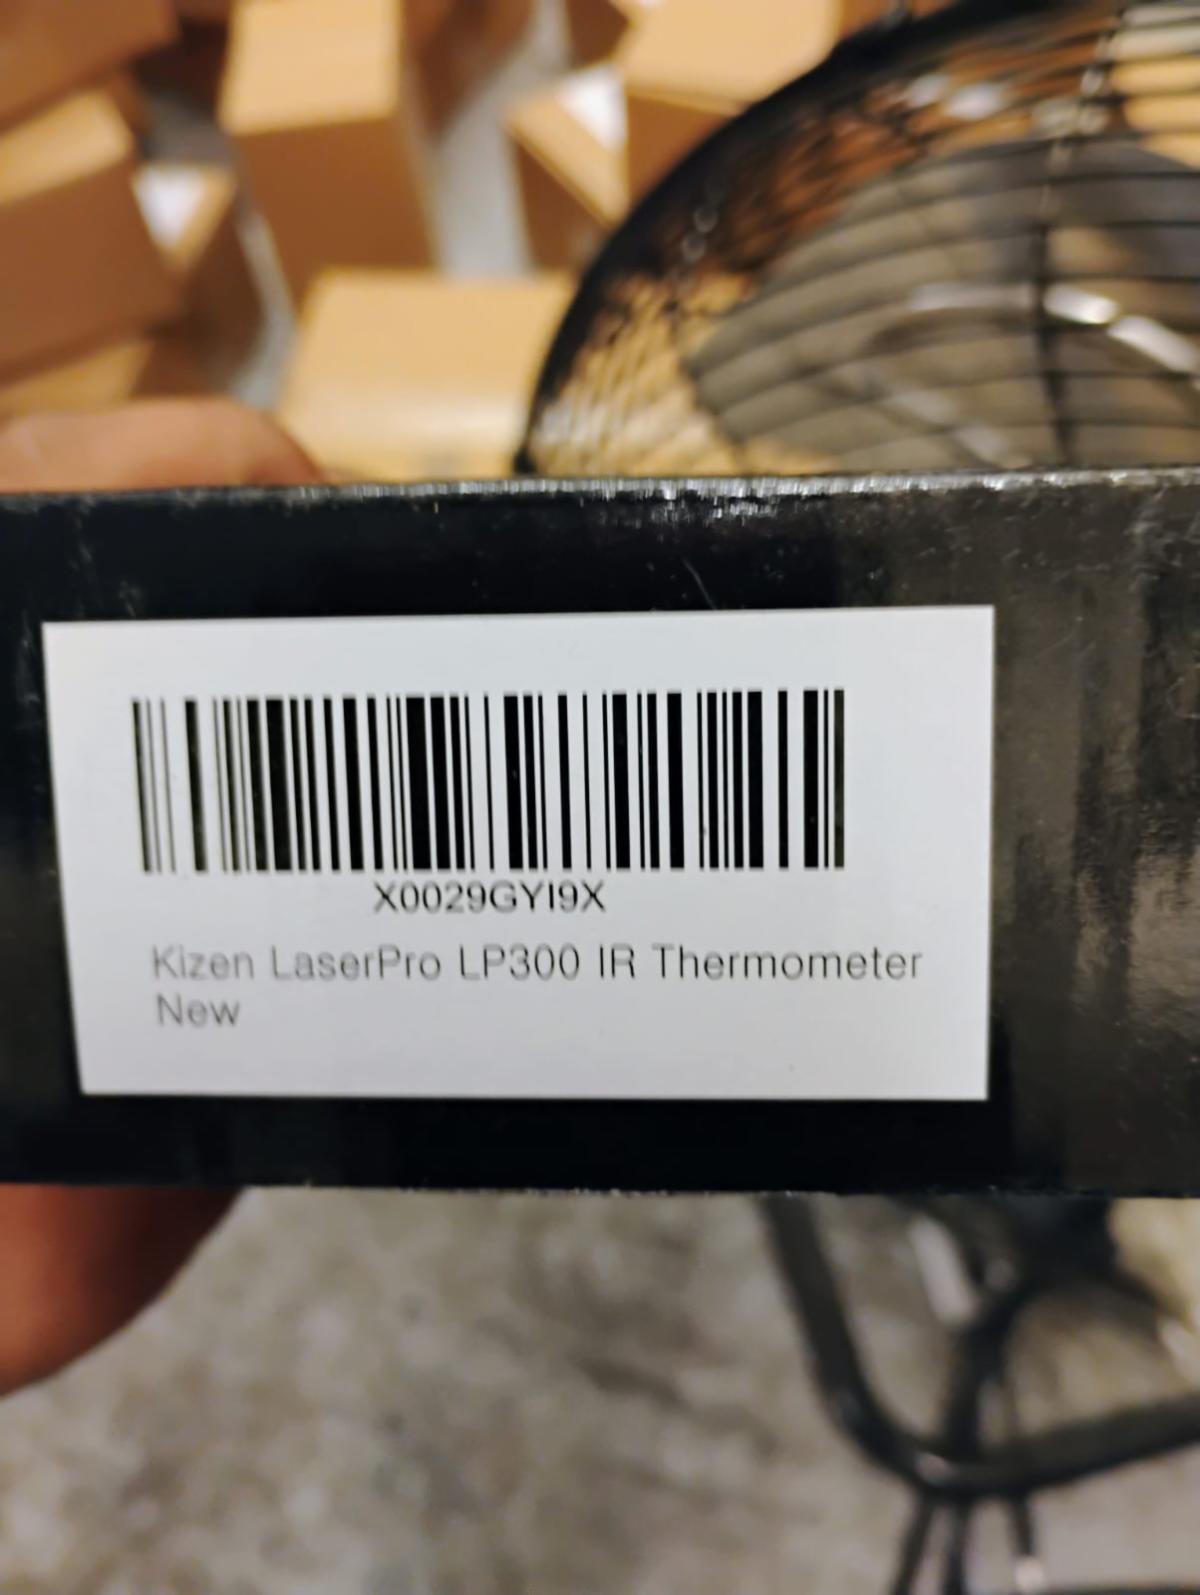 X0029GYI9X
Kizen LaserPro LP300 IR Thermometer
New